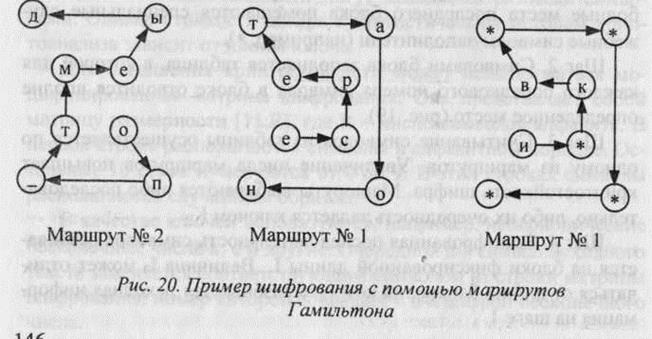 д ы т а * *
м е е р в к
т о е с и *
_ п н о * *
Маршрут № 2 Маршрут № 1 Маршрут № 1
Рис. 20. Пример шифрования с помощью маршрутов
Гамильтона
146